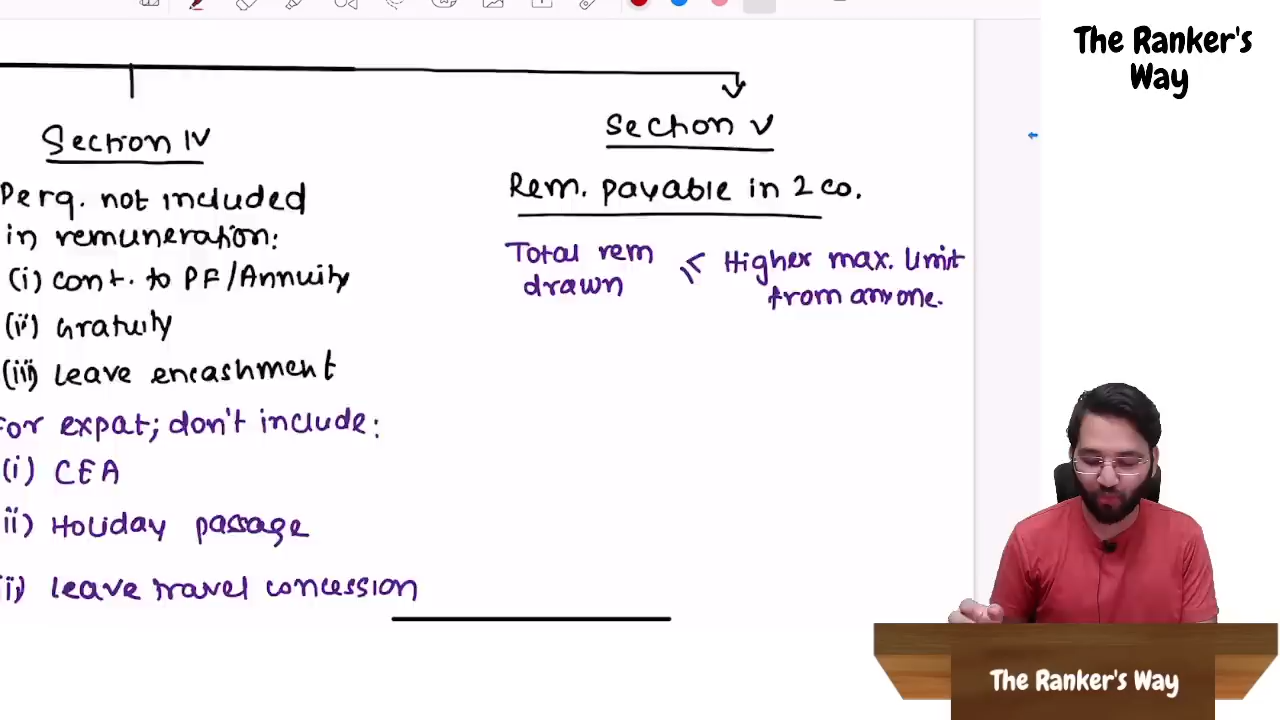 The Ranker's
Way
Section IV
Perq. not included
in remuneration:
(i) cont. to PF/Annuity
(ii) Gratuity
(iii) Leave encashment
For expat; don't include:
(i) CEA
ii) Holiday passage
ii) Leave travel concession
Section V
Rem. payable in 2 co.
Total rem
drawn
≤ Higher max. limit
from anyone.
The Ranker's Way